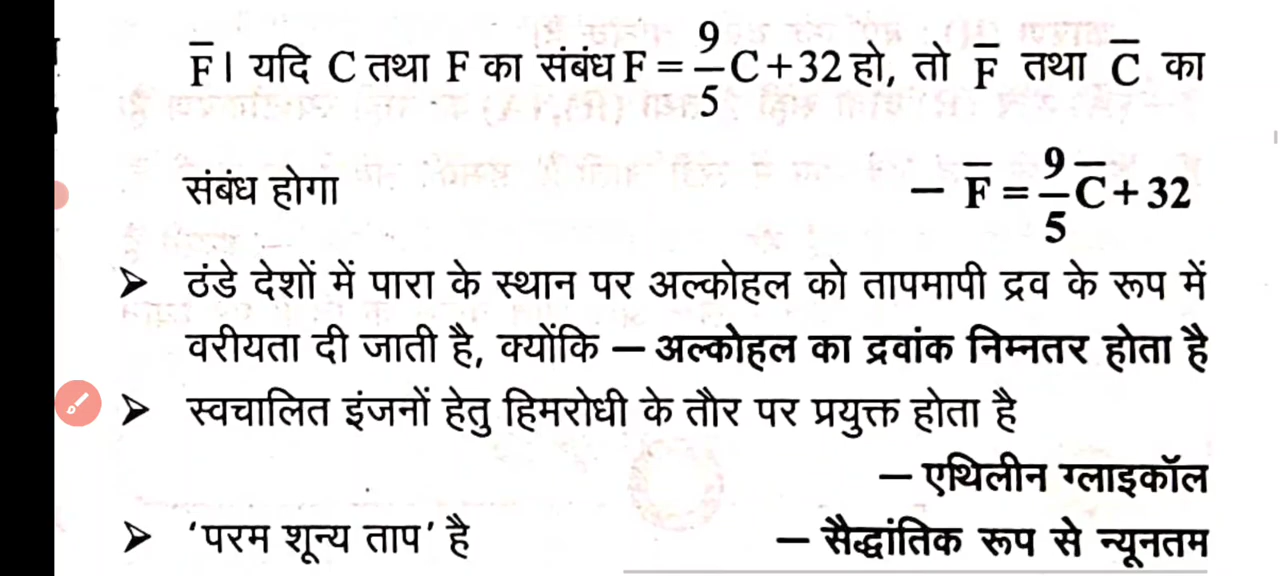 F̅। यदि C तथा F का संबंध F = 9/5 C + 32 हो, तो F̅ तथा C̅ का
संबंध होगा – F̅ = 9/5 C̅ + 32
➢ ठंडे देशों में पारा के स्थान पर अल्कोहल को तापमापी द्रव के रूप में
वरीयता दी जाती है, क्योंकि – अल्कोहल का द्रवांक निम्नतर होता है
➢ स्वचालित इंजनों हेतु हिमरोधी के तौर पर प्रयुक्त होता है
– एथिलीन ग्लाइकॉल
➢ ‘परम शून्य ताप’ है – सैद्धांतिक रूप से न्यूनतम